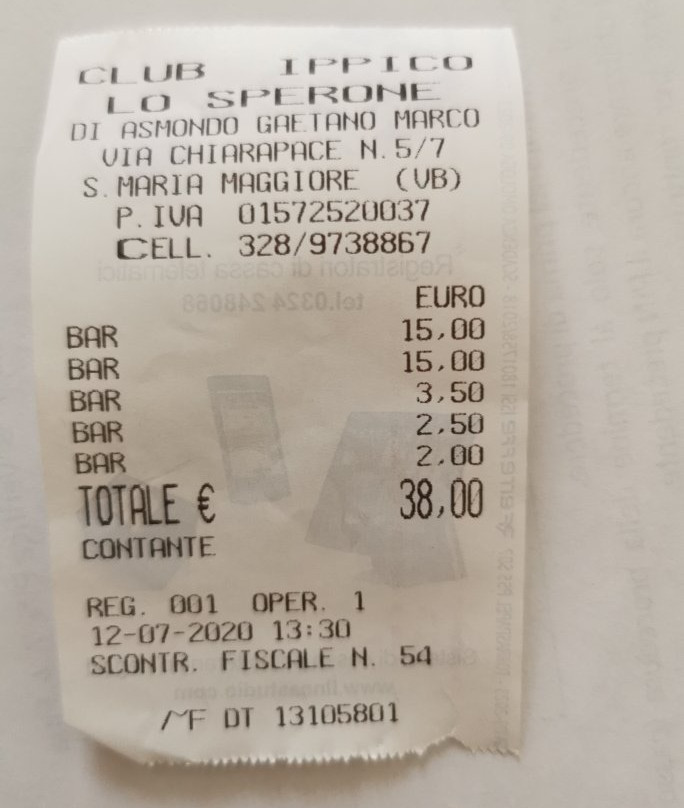 CLUB IPPICO
LO SPERONE
DI ASMONDO GAETANO MARCO
VIA CHIARAPACE N.5/7
S.MARIA MAGGIORE (VB)
P.IVA 01572520037
CELL. 328/9738867
EURO
BAR 15,00
BAR 15,00
BAR 3,50
BAR 2,50
BAR 2,00
TOTALE € 38,00
CONTANTE
REG. 001 OPER. 1
12-07-2020 13:30
SCONTR. FISCALE N. 54
DT 13105801